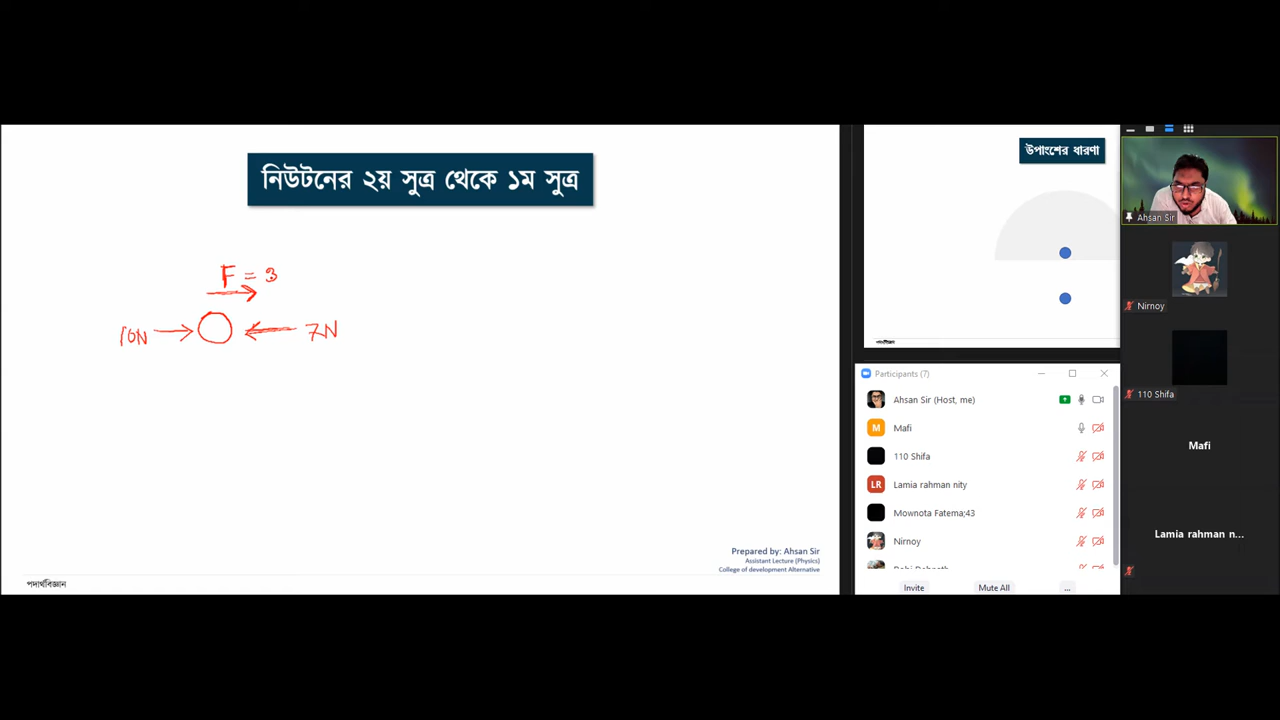 নিউটনের ২য় সুত্র থেকে ১ম সুত্র
F = 3
10N
7N
Prepared by: Ahsan Sir
Assistant Lecture (Physics)
College of development Alternative
পদার্থবিজ্ঞান
উপাংশের ধারণা
পদার্থবিজ্ঞান
Participants (7)
Ahsan Sir (Host, me)
M Mafi
110 Shifa
LR Lamia rahman nity
Mownota Fatema;43
Nirnoy
Invite Mute All ...
Ahsan Sir
Nirnoy
110 Shifa
Mafi
Lamia rahman n...